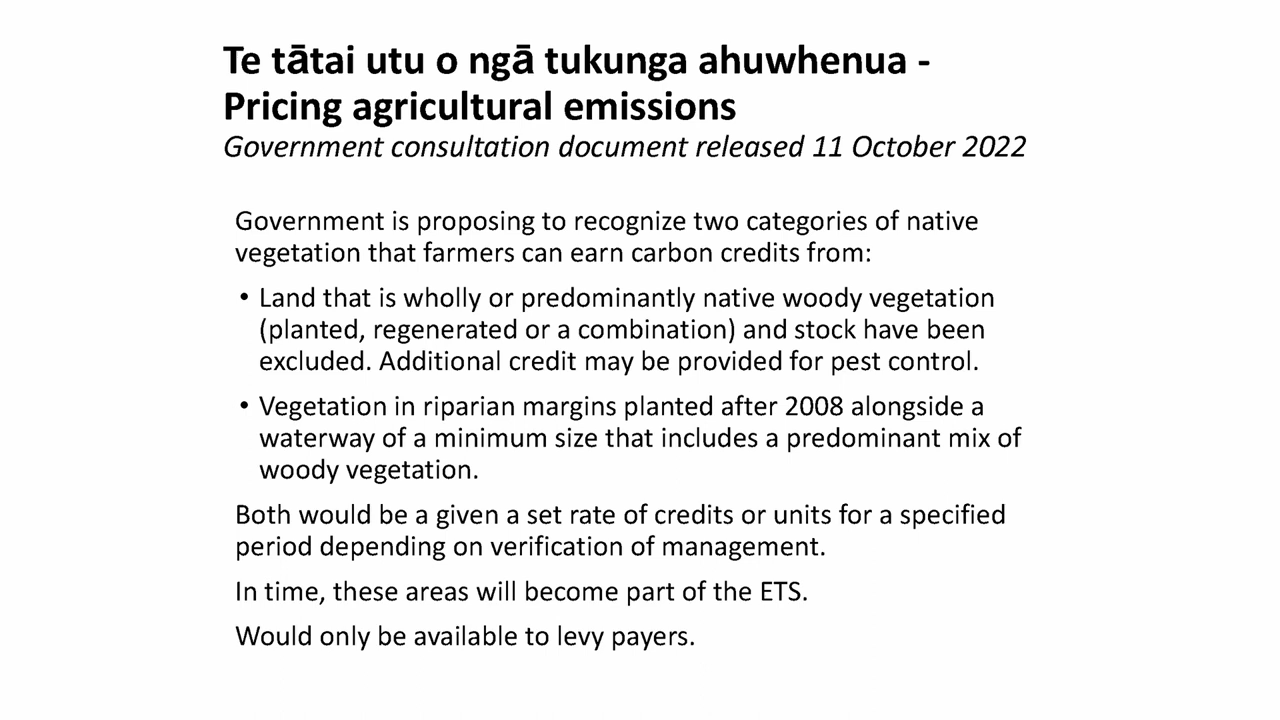 Te tātai utu o ngā tukunga ahuwhenua -
Pricing agricultural emissions
Government consultation document released 11 October 2022
Government is proposing to recognize two categories of native
vegetation that farmers can earn carbon credits from:
• Land that is wholly or predominantly native woody vegetation
(planted, regenerated or a combination) and stock have been
excluded. Additional credit may be provided for pest control.
• Vegetation in riparian margins planted after 2008 alongside a
waterway of a minimum size that includes a predominant mix of
woody vegetation.
Both would be a given a set rate of credits or units for a specified
period depending on verification of management.
In time, these areas will become part of the ETS.
Would only be available to levy payers.